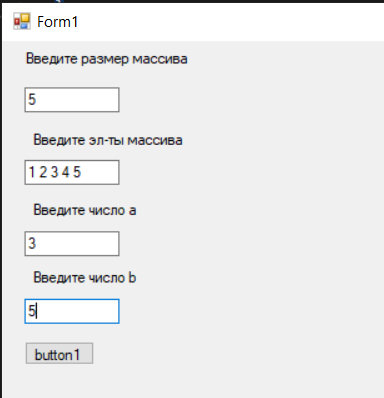 Form1
Введите размер массива
5
Введите эл-ты массива
1 2 3 4 5
Введите число a
3
Введите число b
5
button1